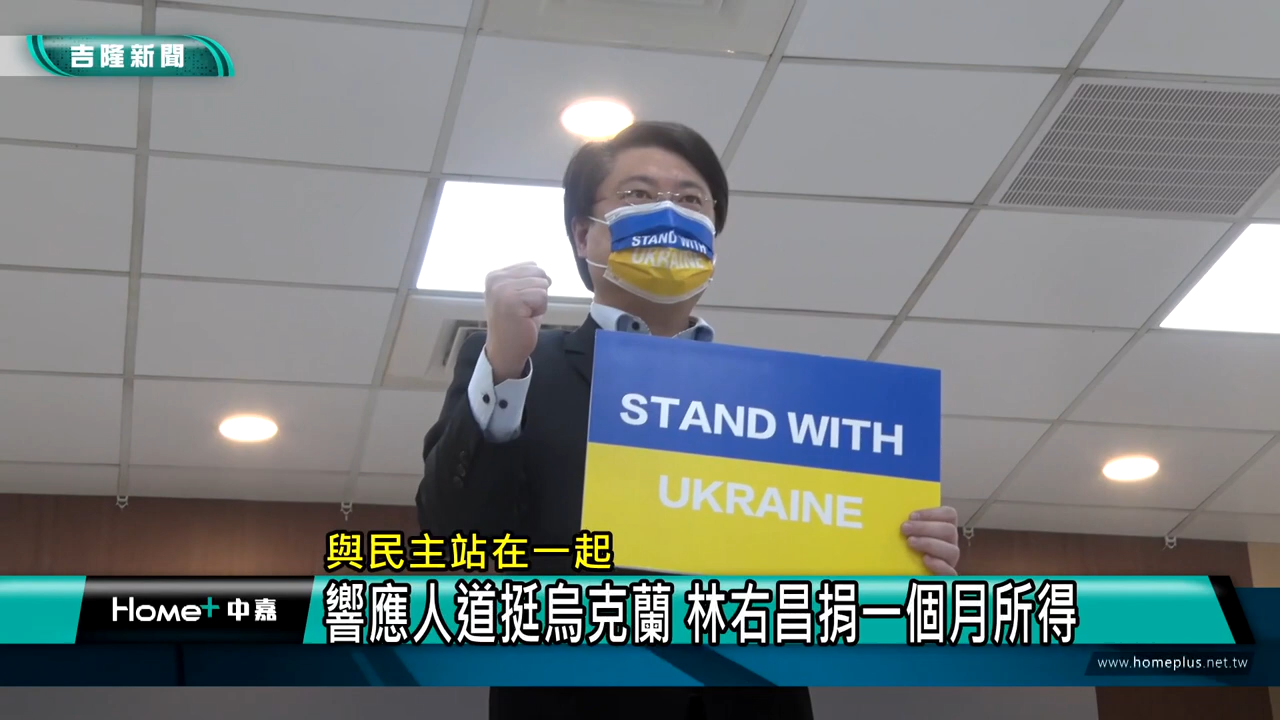 吉隆新聞
STAND WITH
UKRAINE
STAND WITH
UKRAINE
與民主站在一起
Home+中嘉
響應人道挺烏克蘭 林右昌捐一個月所得
www.homeplus.net.tw